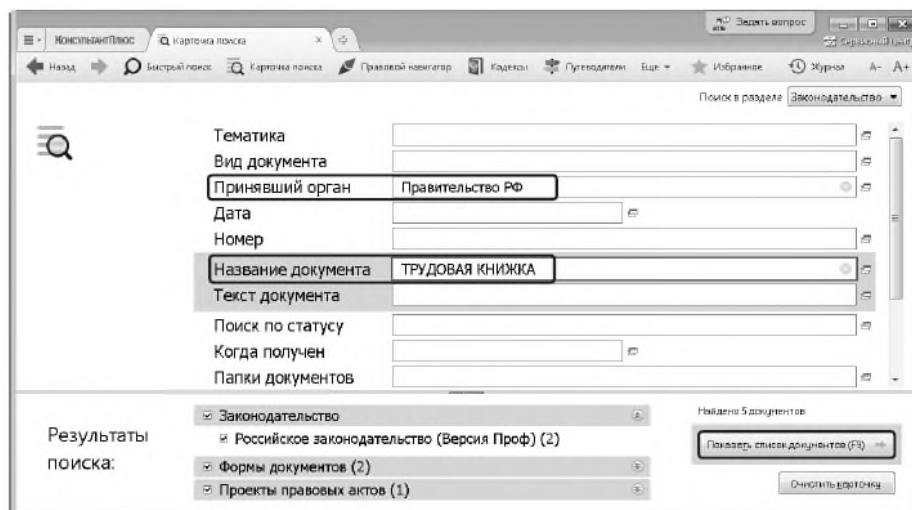 Задать вопрос
КонсультантПлюс Карточка поиска
Сервисный центр
Назад Быстрый поиск Карточка поиска Правовой навигатор Кодексы Путеводители Еще Избранное Журнал А- А+
Поиск в разделе Законодательство
Тематика
Вид документа
Принявший орган Правительство РФ
Дата
Номер
Название документа ТРУДОВАЯ КНИЖКА
Текст документа
Поиск по статусу
Когда получен
Папки документов
Результаты поиска:
Законодательство
Российское законодательство (Версия Проф) (2)
Формы документов (2)
Проекты правовых актов (1)
Найдено 5 документов
Показать список документов (F9)
Очистить карточку